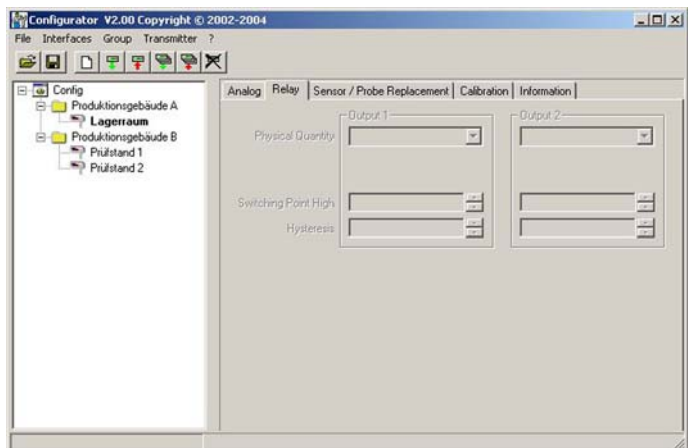 Configurator V2.00 Copyright © 2002-2004
File Interfaces Group Transmitter ?
Config
Produktionsgebäude A
Lagerraum
Produktionsgebäude B
Prüfstand 1
Prüfstand 2
Analog Relay Sensor / Probe Replacement Calibration Information
Output 1 Output 2
Physical Quantity
Switching Point High
Hysteresis